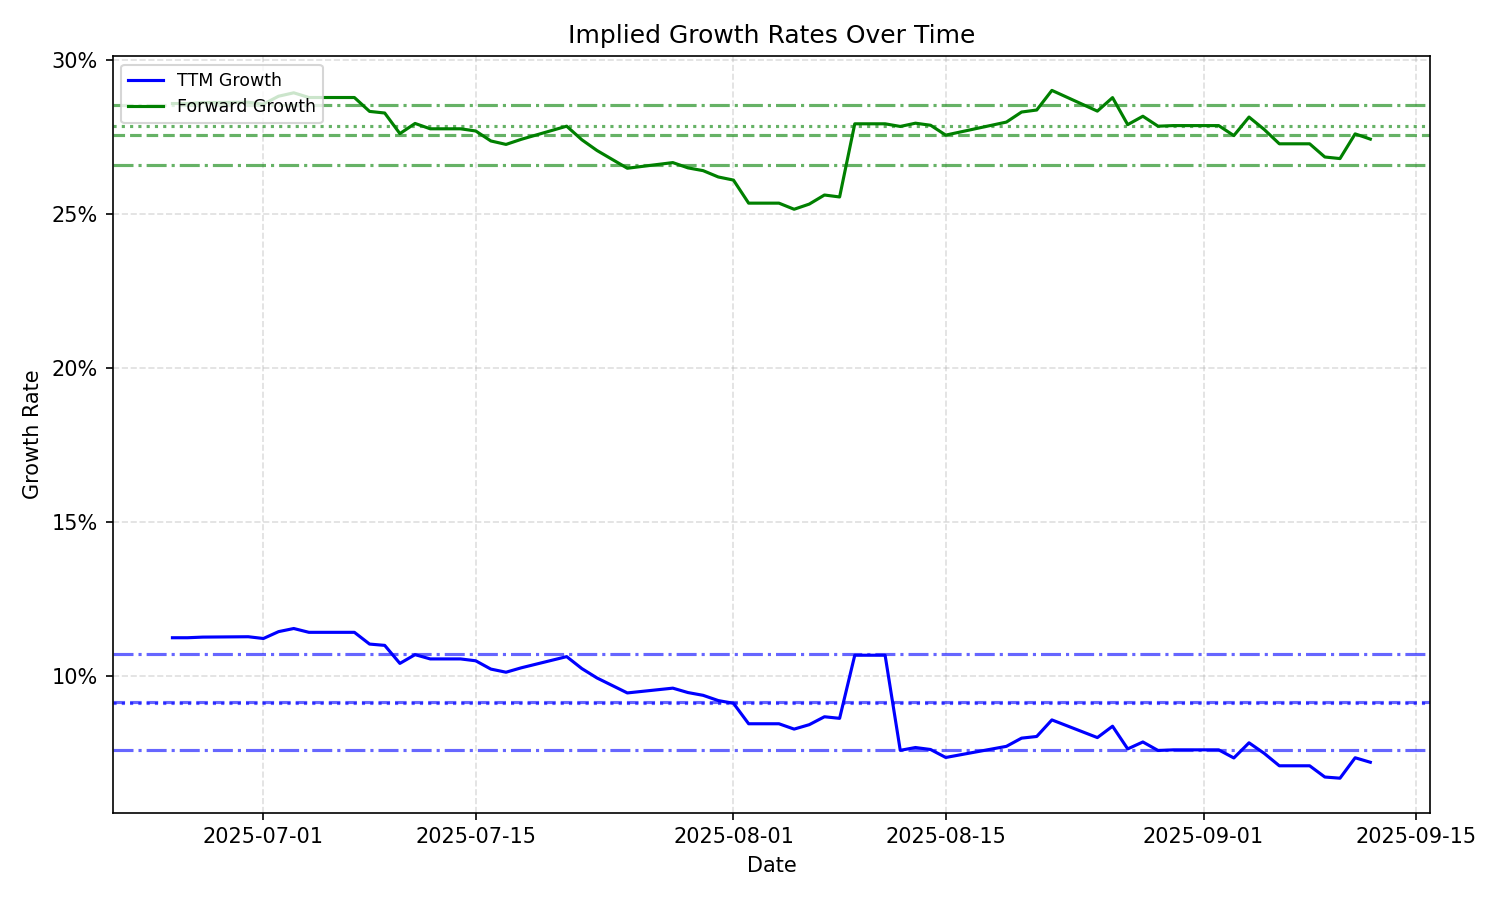 Implied Growth Rates Over Time
TTM Growth
Forward Growth
30%
25%
20%
15%
10%
Growth Rate
2025-07-01
2025-07-15
2025-08-01
2025-08-15
2025-09-01
2025-09-15
Date